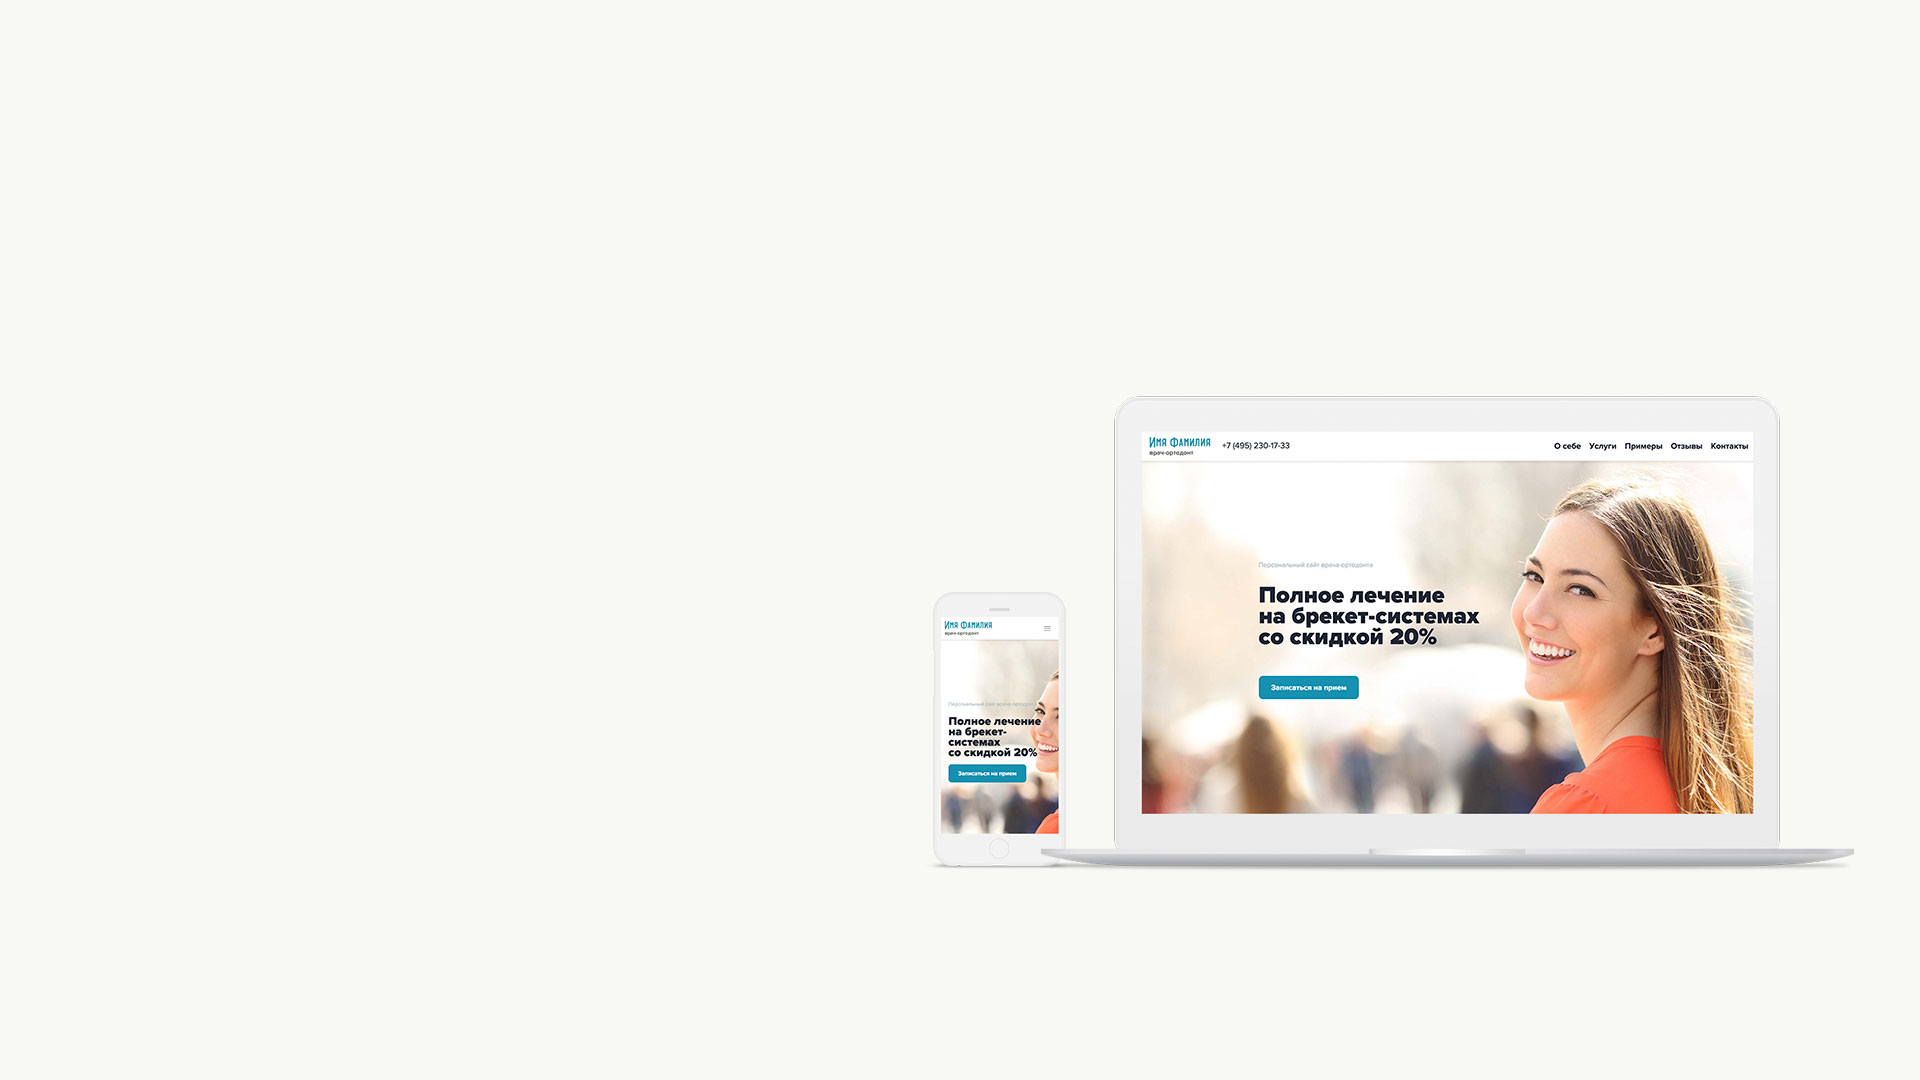 Имя Фамилия
врач-ортодонт
+7 (495) 230-17-33
О себе Услуги Примеры Отзывы Контакты
Персональный сайт врача-ортодонта
Полное лечение
на брекет-системах
со скидкой 20%
Записаться на прием
Имя Фамилия
врач-ортодонт
Персональный сайт врача-ортодон
Полное лечение
на брекет-
системах
со скидкой 20%
Записаться на прием